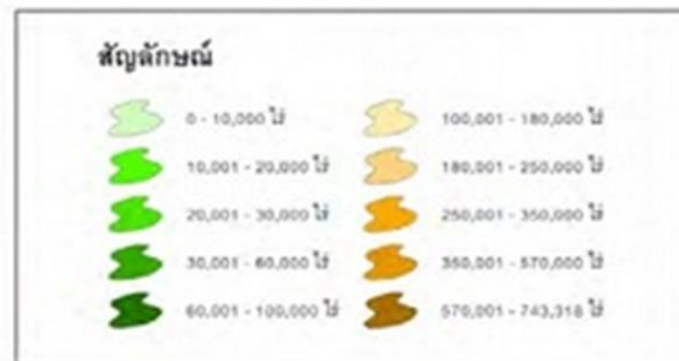 สัญลักษณ์
0 - 10,000 ไร่
10,001 - 20,000 ไร่
20,001 - 30,000 ไร่
30,001 - 60,000 ไร่
60,001 - 100,000 ไร่
100,001 - 180,000 ไร่
180,001 - 250,000 ไร่
250,001 - 350,000 ไร่
350,001 - 570,000 ไร่
570,001 - 743,318 ไร่